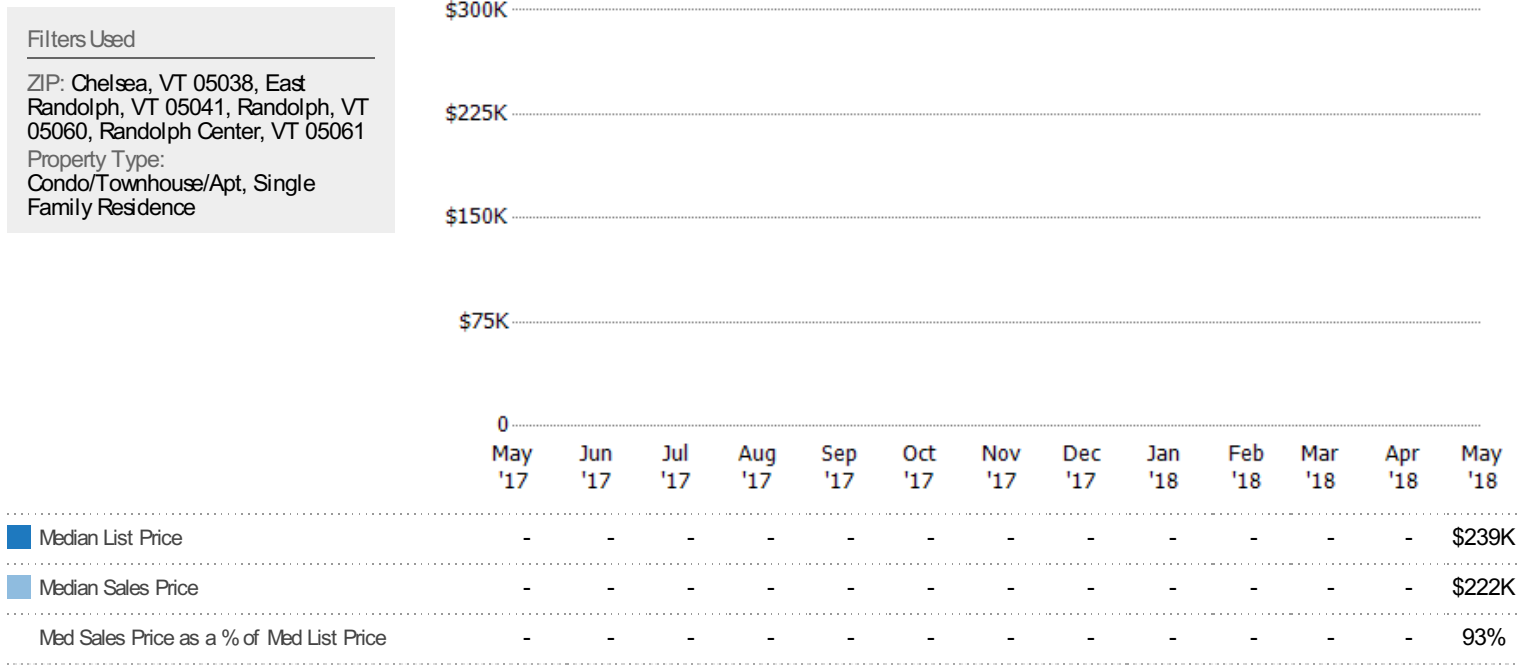 Filters Used
ZIP: Chelsea, VT 05038, East
Randolph, VT 05041, Randolph, VT
05060, Randolph Center, VT 05061
Property Type:
Condo/Townhouse/Apt, Single
Family Residence
$300K
$225K
$150K
$75K
0
May Jun Jul Aug Sep Oct Nov Dec Jan Feb Mar Apr May
'17 '17 '17 '17 '17 '17 '17 '17 '18 '18 '18 '18 '18
Median List Price - - - - - - - - - - - - $239K
Median Sales Price - - - - - - - - - - - - $222K
Med Sales Price as a % of Med List Price - - - - - - - - - - - - 93%